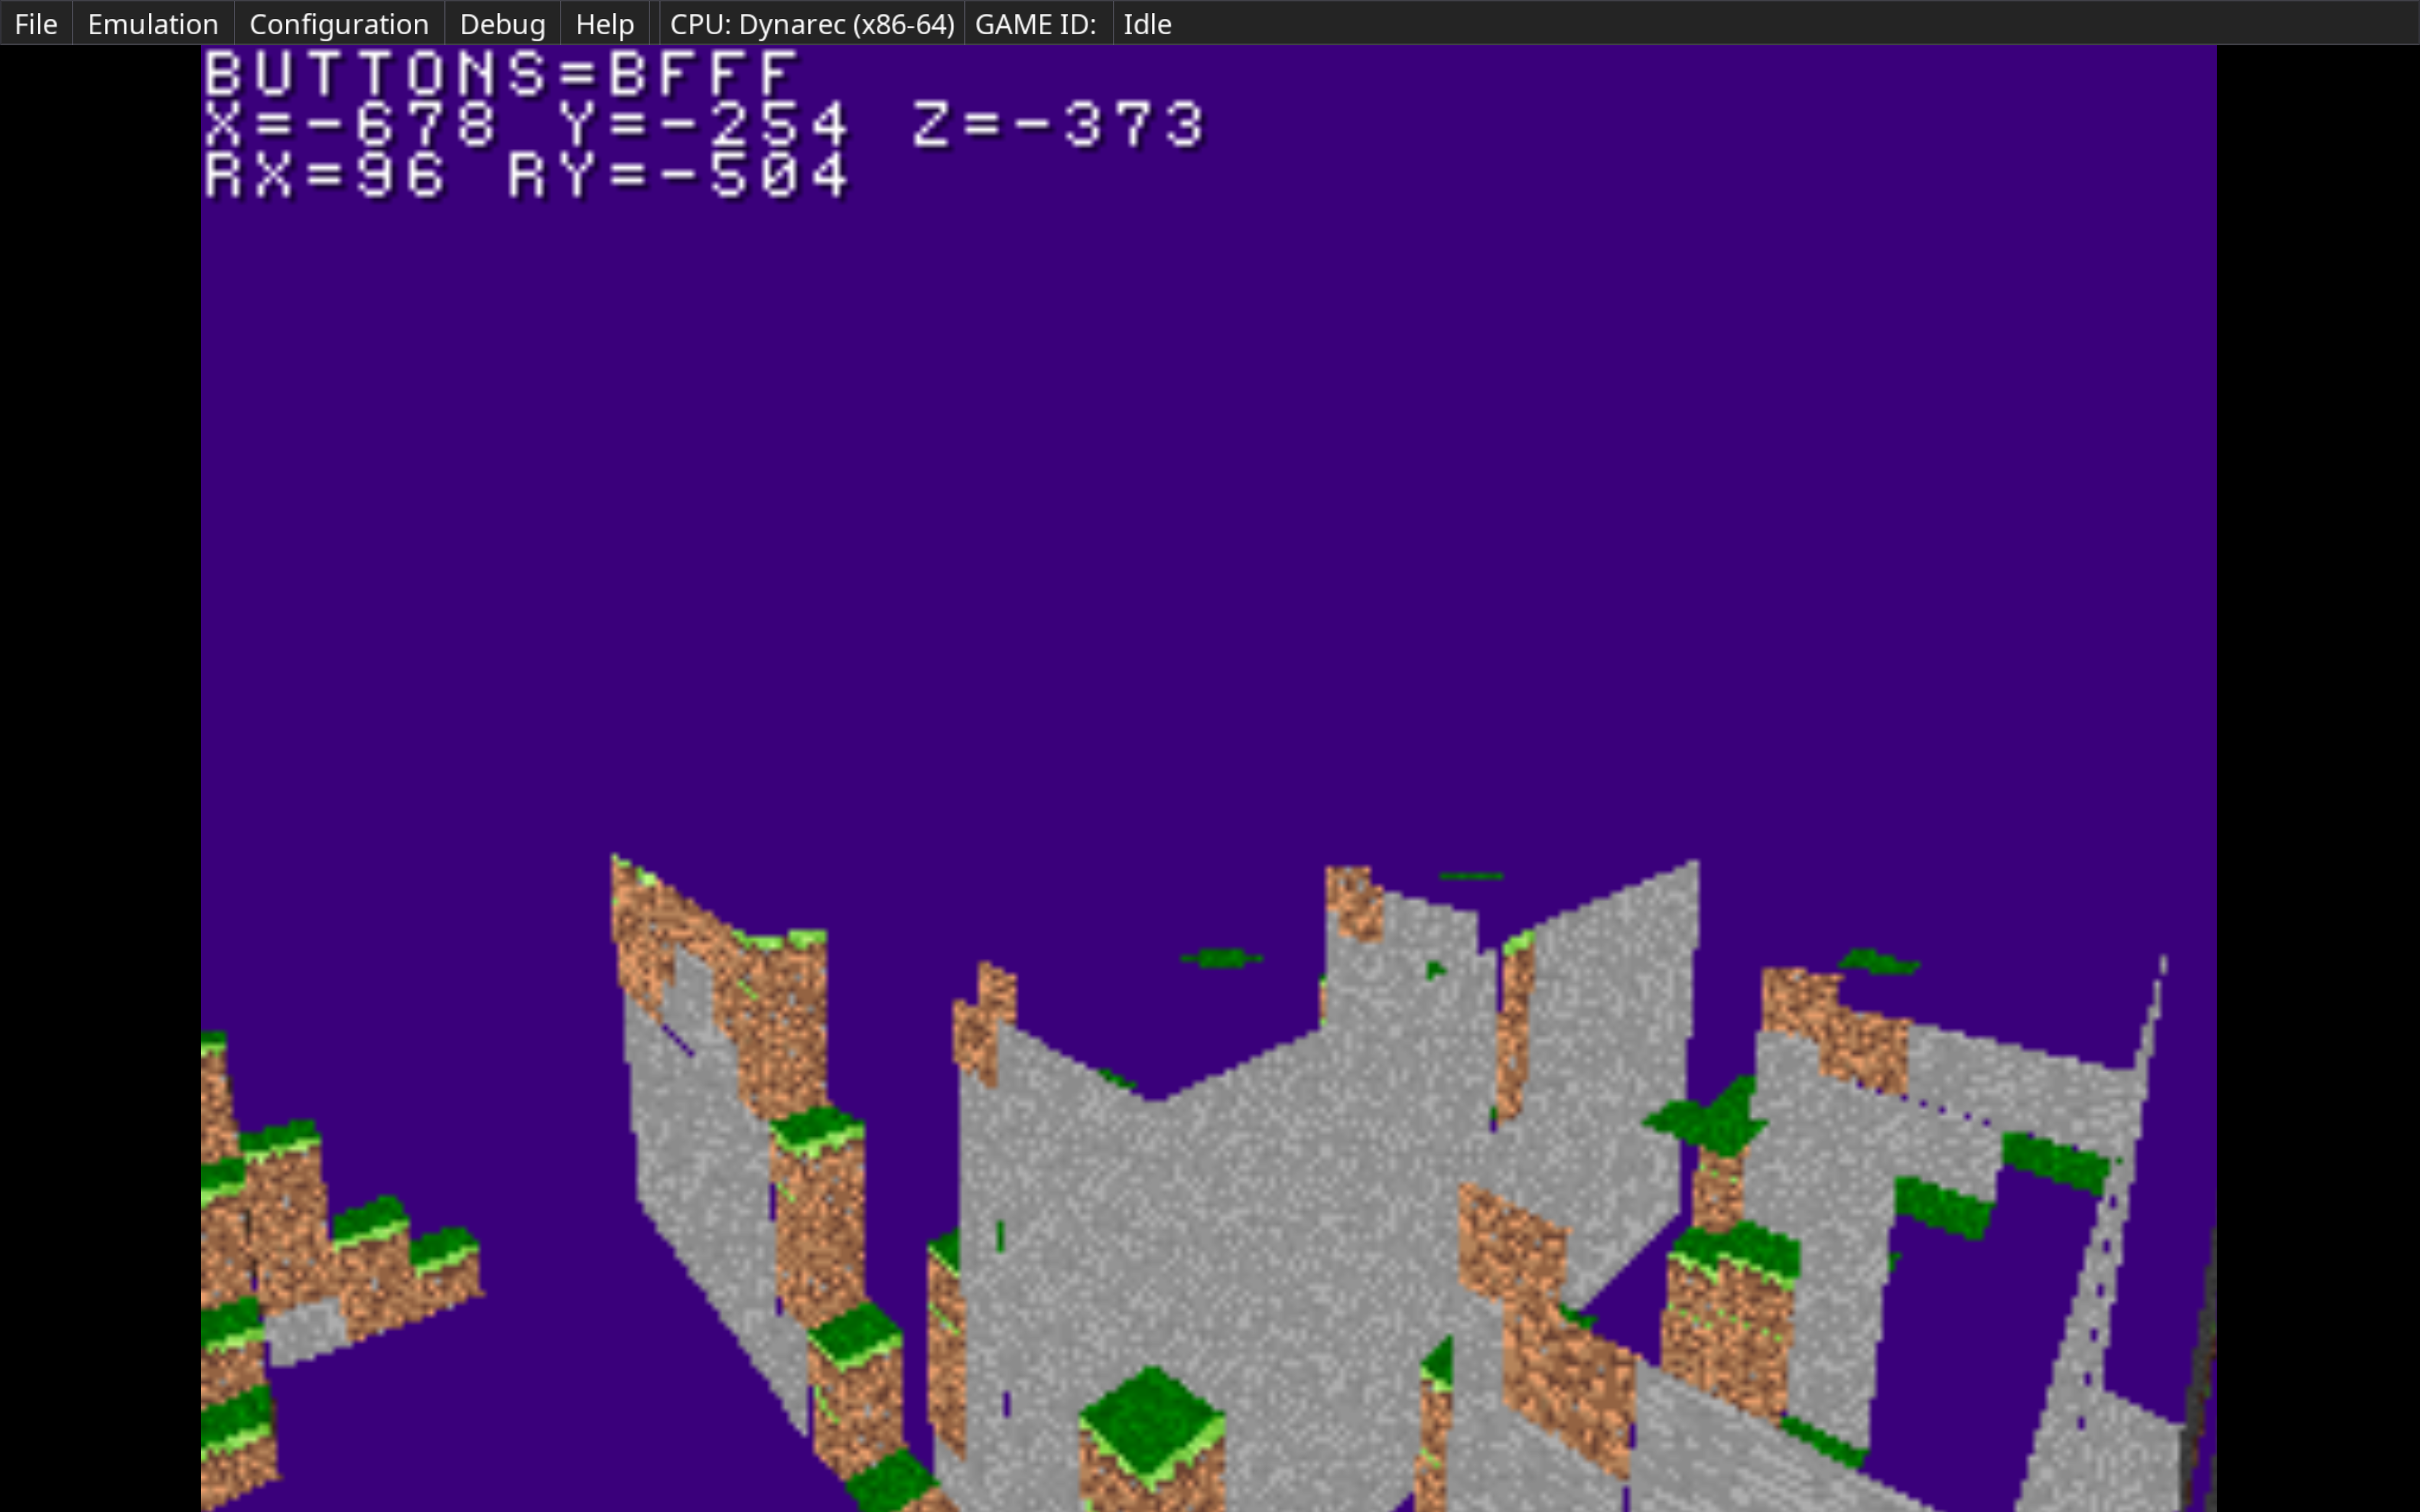 File Emulation Configuration Debug Help CPU: Dynarec (x86-64) GAME ID: Idle
BUTTONS=BFFF
X=-678 Y=-254 Z=-373
RX=96 RY=-504